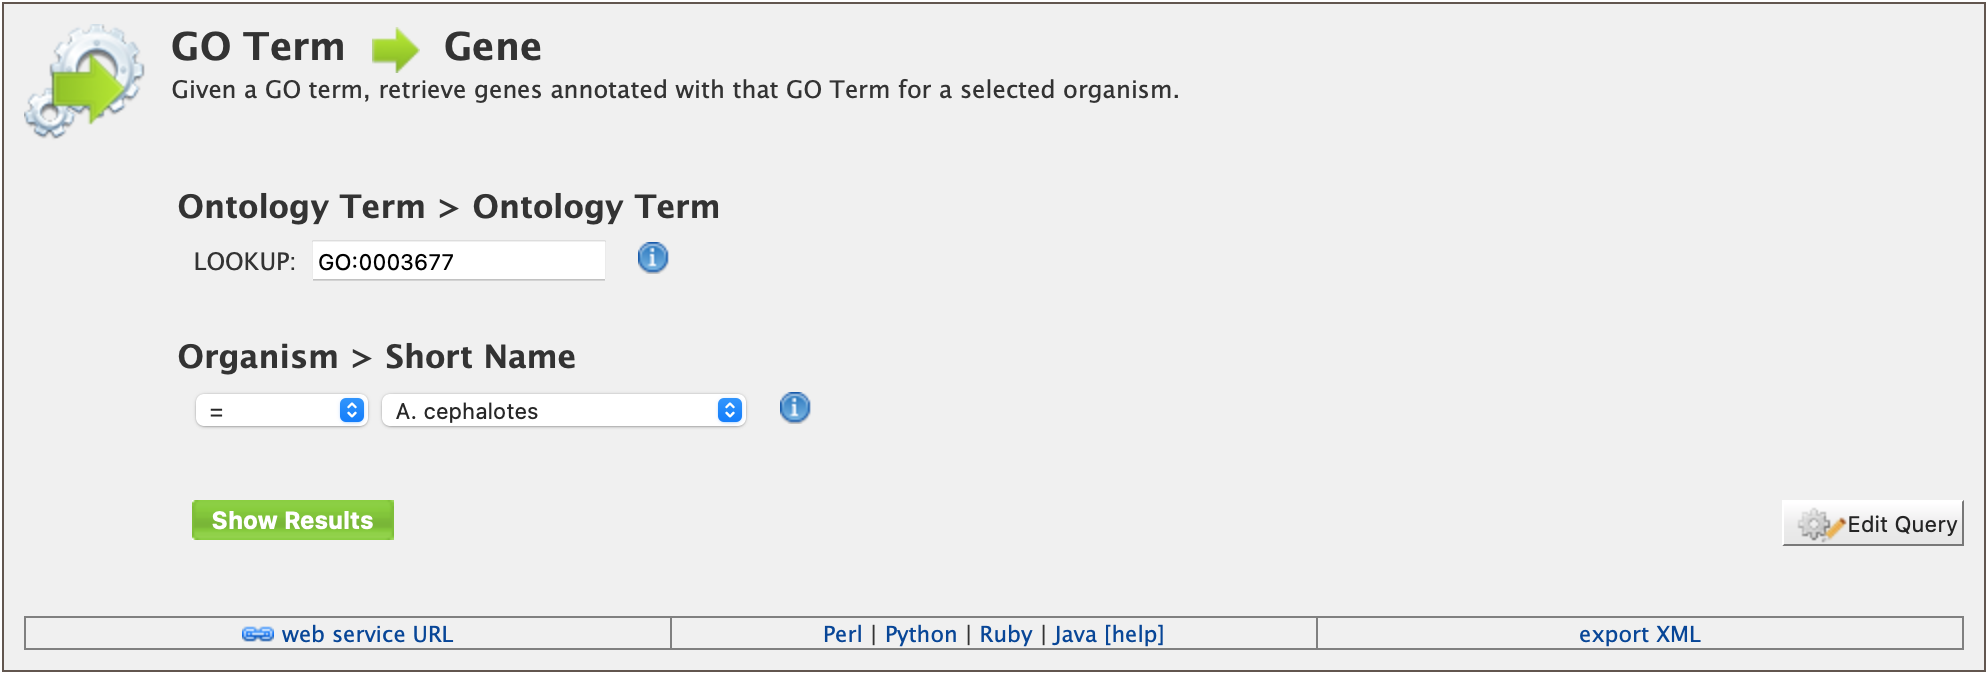 GO Term Gene
Given a GO term, retrieve genes annotated with that GO Term for a selected organism.
Ontology Term > Ontology Term
LOOKUP: GO:0003677
Organism > Short Name
= A. cephalotes
Show Results
Edit Query
web service URL
Perl | Python | Ruby | Java [help]
export XML